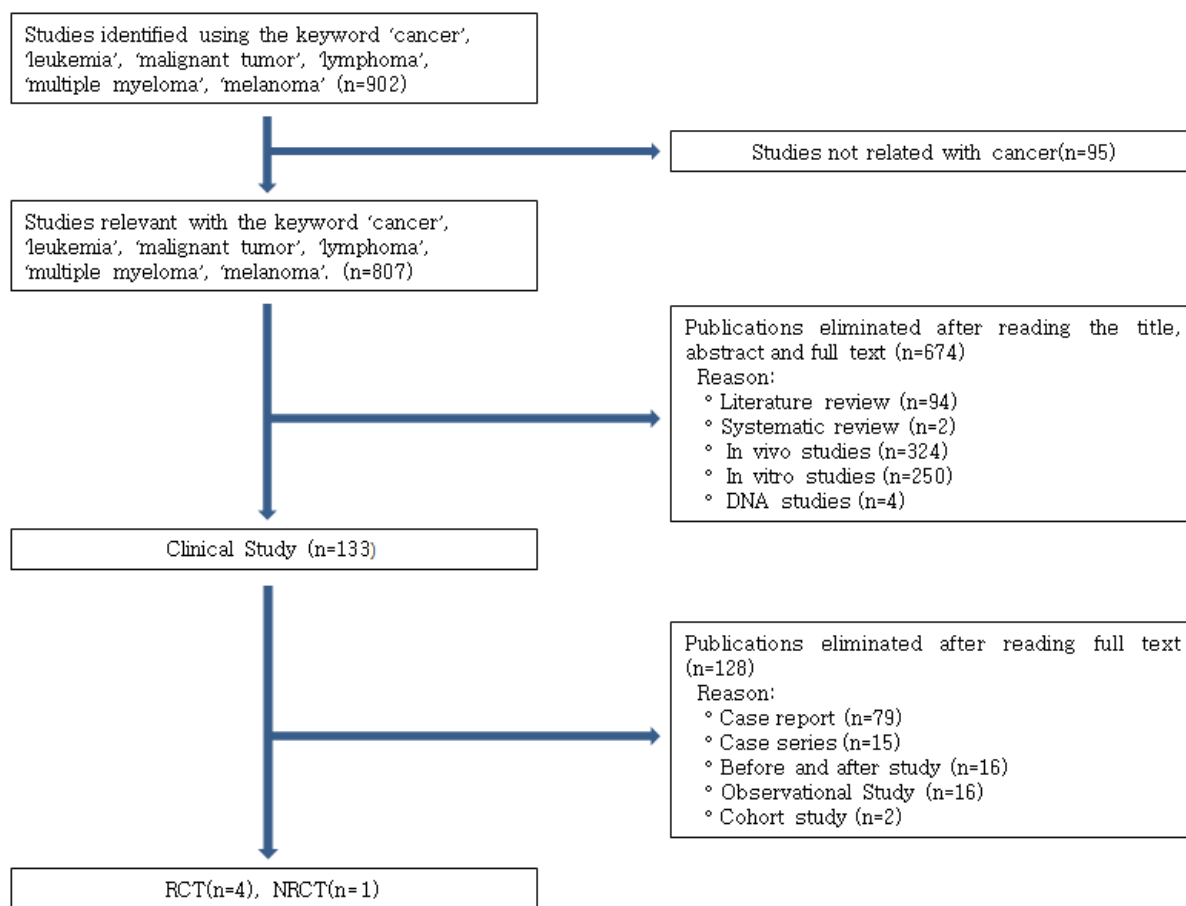 Studies identified using the keyword ‘cancer’,
‘leukemia’, ‘malignant tumor’, ‘lymphoma’,
‘multiple myeloma’, ‘melanoma’ (n=902)
Studies not related with cancer(n=95)
Studies relevant with the keyword ‘cancer’,
‘leukemia’, ‘malignant tumor’, ‘lymphoma’,
‘multiple myeloma’, ‘melanoma’. (n=807)
Publications eliminated after reading the title,
abstract and full text (n=674)
Reason:
° Literature review (n=94)
° Systematic review (n=2)
° In vivo studies (n=324)
° In vitro studies (n=250)
° DNA studies (n=4)
Clinical Study (n=133)
Publications eliminated after reading full text
(n=128)
Reason:
° Case report (n=79)
° Case series (n=15)
° Before and after study (n=16)
° Observational Study (n=16)
° Cohort study (n=2)
RCT(n=4), NRCT(n=1)